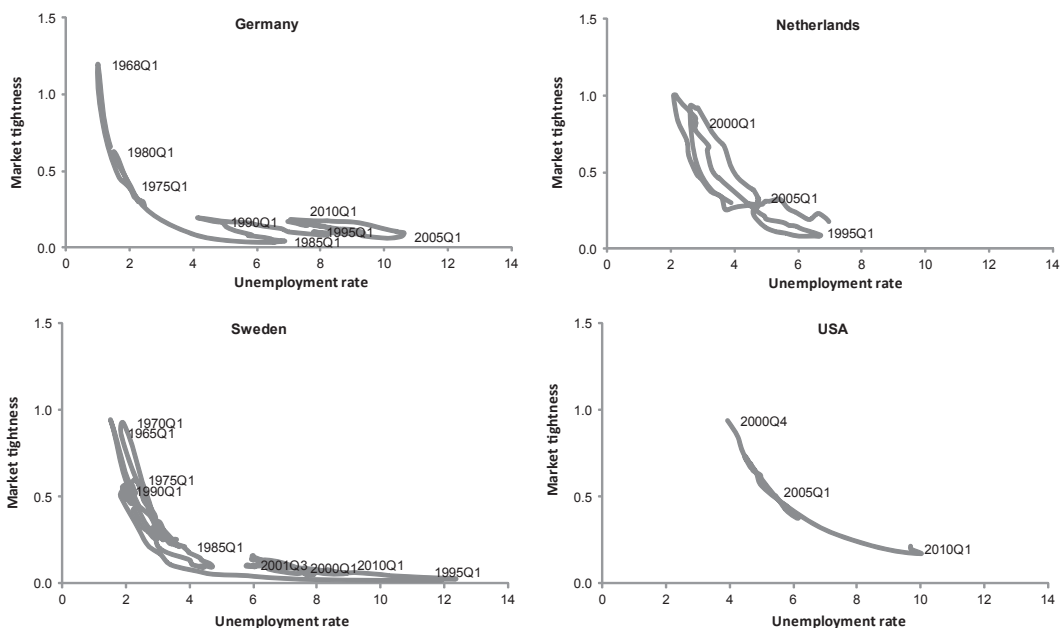 Germany
Market tightness
1.5
1.0
0.5
0.0
1968Q1
1980Q1
1975Q1
1990Q1
1985Q1
2010Q1
1995Q1
2005Q1
0 2 4 6 8 10 12 14
Unemployment rate
Netherlands
Market tightness
1.5
1.0
0.5
0.0
2000Q1
2005Q1
1995Q1
0 2 4 6 8 10 12 14
Unemployment rate
Sweden
Market tightness
1.5
1.0
0.5
0.0
1970Q1
1965Q1
1975Q1
1990Q1
1985Q1
2001Q3
2000Q1
2010Q1
1995Q1
0 2 4 6 8 10 12 14
Unemployment rate
USA
Market tightness
1.5
1.0
0.5
0.0
2000Q4
2005Q1
2010Q1
0 2 4 6 8 10 12 14
Unemployment rate